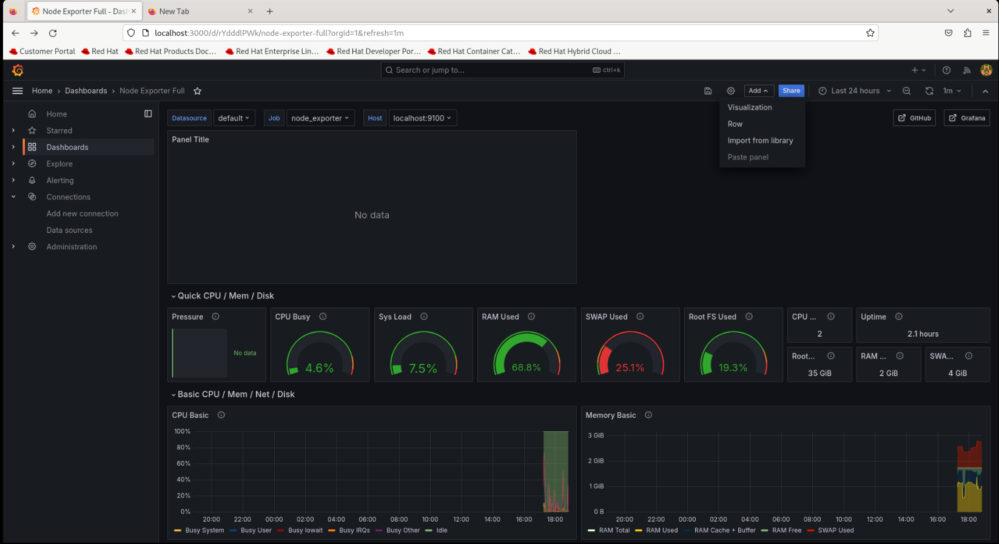 Node Exporter Full - Dash
New Tab
localhost:3000/d/rYdddlPWk/node-exporter-full?orgId=1&refresh=1m
Customer Portal Red Hat Red Hat Products Doc... Red Hat Enterprise Lin... Red Hat Developer Por... Red Hat Container Cat... Red Hat Hybrid Cloud ...
Search or jump to... ctrl+k
Home › Dashboards › Node Exporter Full
Add Share Last 24 hours 1m
Visualization
Row
Import from library
Paste panel
Home
Starred
Dashboards
Explore
Alerting
Connections
Add new connection
Data sources
Administration
Datasource default Job node_exporter Host localhost:9100 GitHub Grafana
Panel Title
No data
Quick CPU / Mem / Disk
Pressure
No data
CPU Busy
4.6%
Sys Load
7.5%
RAM Used
68.8%
SWAP Used
25.1%
Root FS Used
19.3%
CPU ...
2
Uptime
2.1 hours
Root...
35 GiB
RAM ...
2 GiB
SWA...
4 GiB
Basic CPU / Mem / Net / Disk
CPU Basic
100%
80%
60%
40%
20%
0%
20:00 22:00 00:00 02:00 04:00 06:00 08:00 10:00 12:00 14:00 16:00 18:00
Busy System Busy User Busy Iowait Busy IRQs Busy Other Idle
Memory Basic
3 GiB
2 GiB
1 GiB
0 B
20:00 22:00 00:00 02:00 04:00 06:00 08:00 10:00 12:00 14:00 16:00 18:00
RAM Total RAM Used RAM Cache + Buffer RAM Free SWAP Used